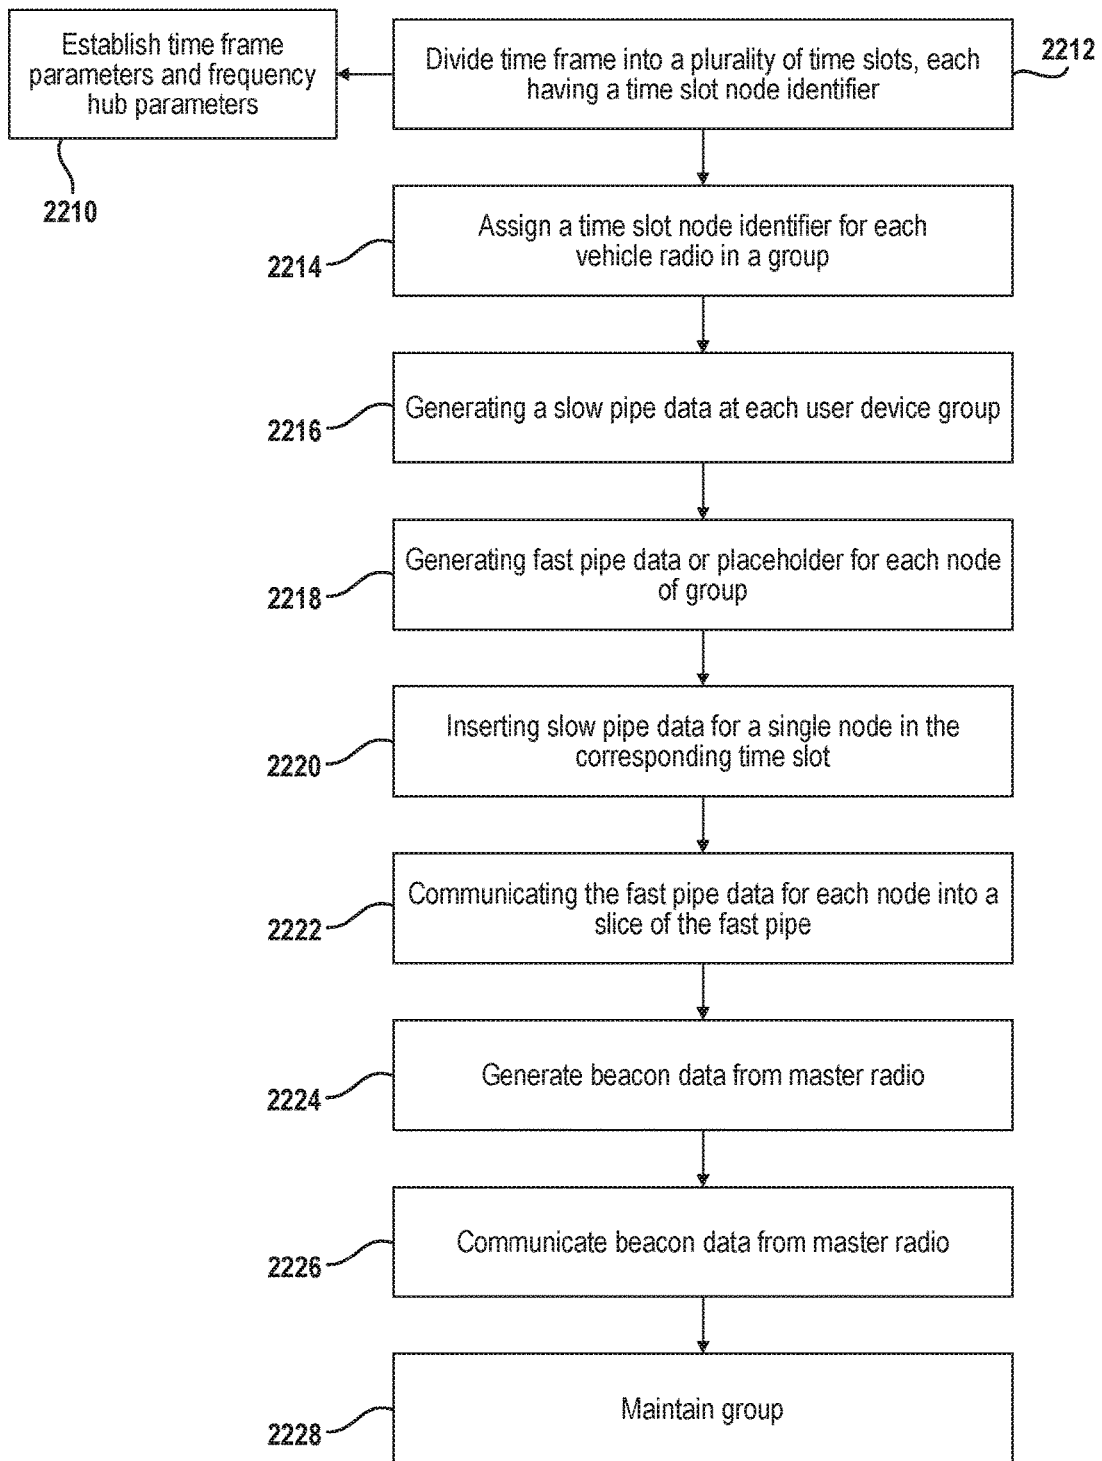 Establish time frame
parameters and frequency
hub parameters
2210
Divide time frame into a plurality of time slots, each
having a time slot node identifier
2212
Assign a time slot node identifier for each
vehicle radio in a group
2214
Generating a slow pipe data at each user device group
2216
Generating fast pipe data or placeholder for each node
of group
2218
Inserting slow pipe data for a single node in the
corresponding time slot
2220
Communicating the fast pipe data for each node into a
slice of the fast pipe
2222
Generate beacon data from master radio
2224
Communicate beacon data from master radio
2226
Maintain group
2228